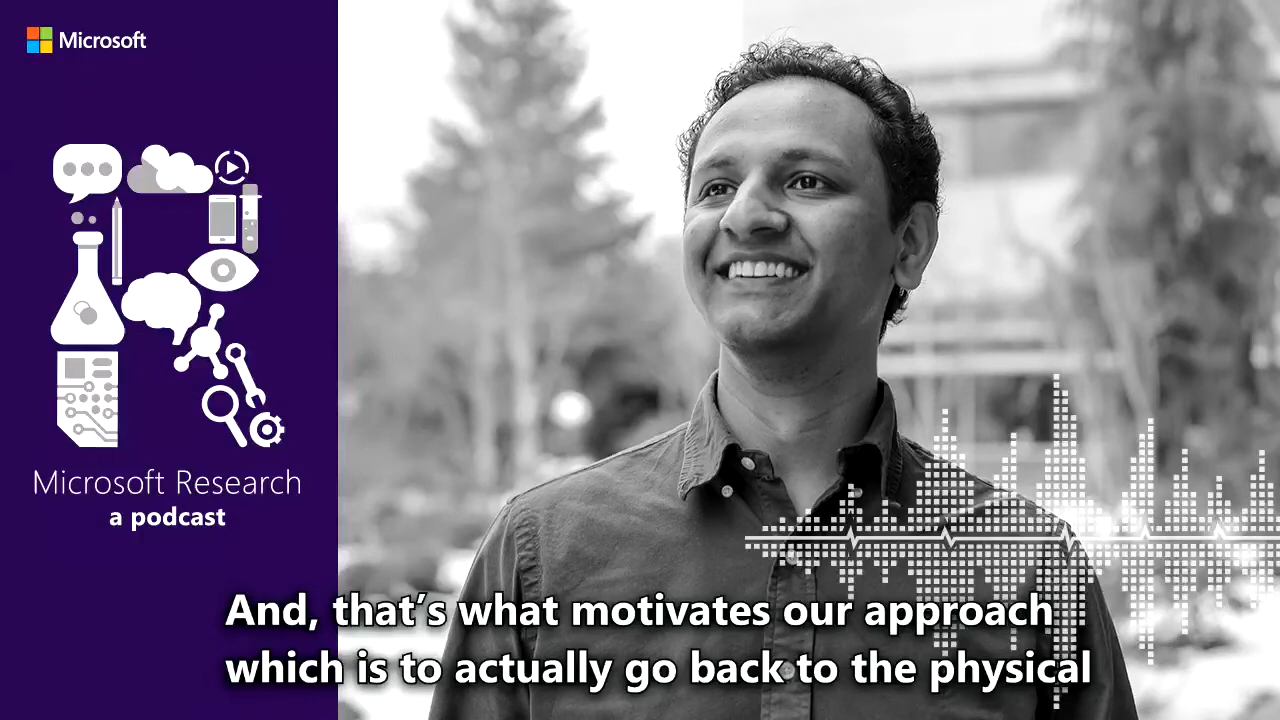 Microsoft
Microsoft Research
a podcast
And, that’s what motivates our approach
which is to actually go back to the physical